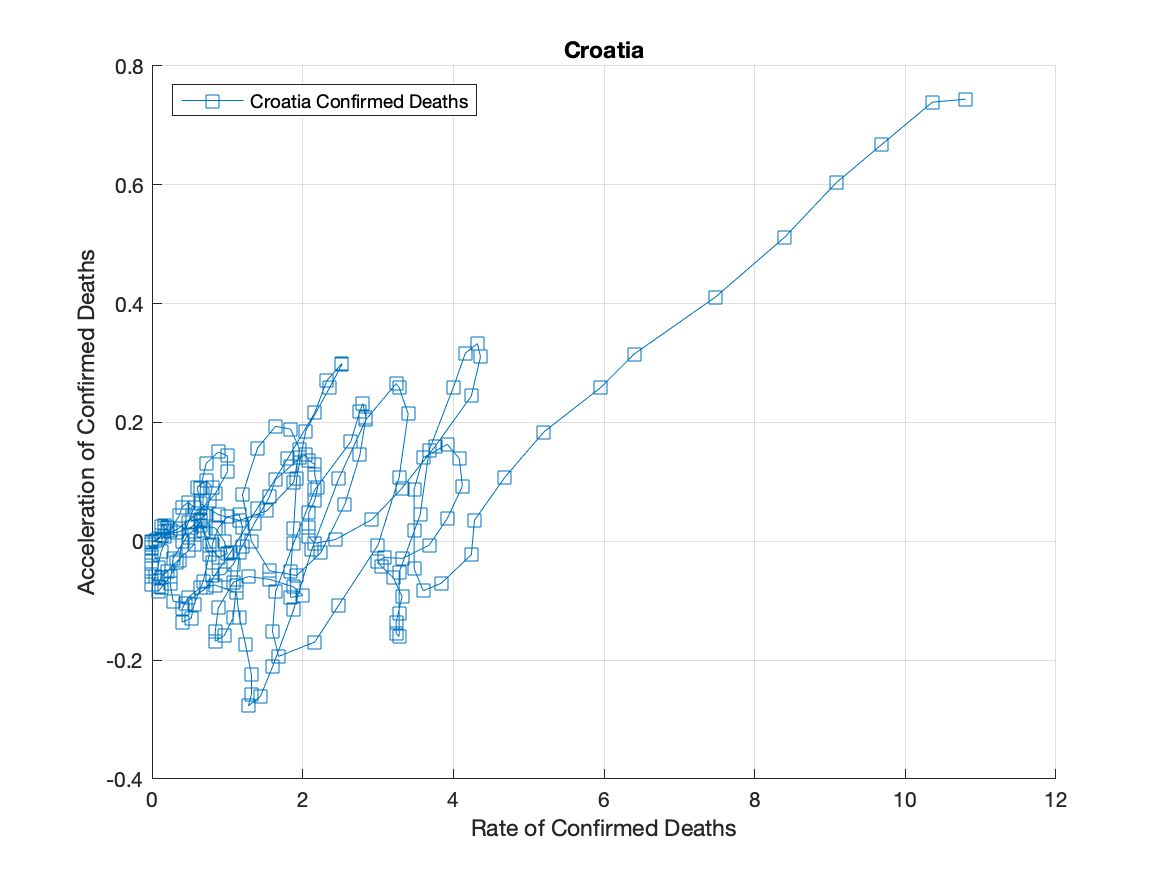 Croatia
Croatia Confirmed Deaths
Acceleration of Confirmed Deaths
0.8
0.6
0.4
0.2
0
-0.2
-0.4
0 2 4 6 8 10 12
Rate of Confirmed Deaths